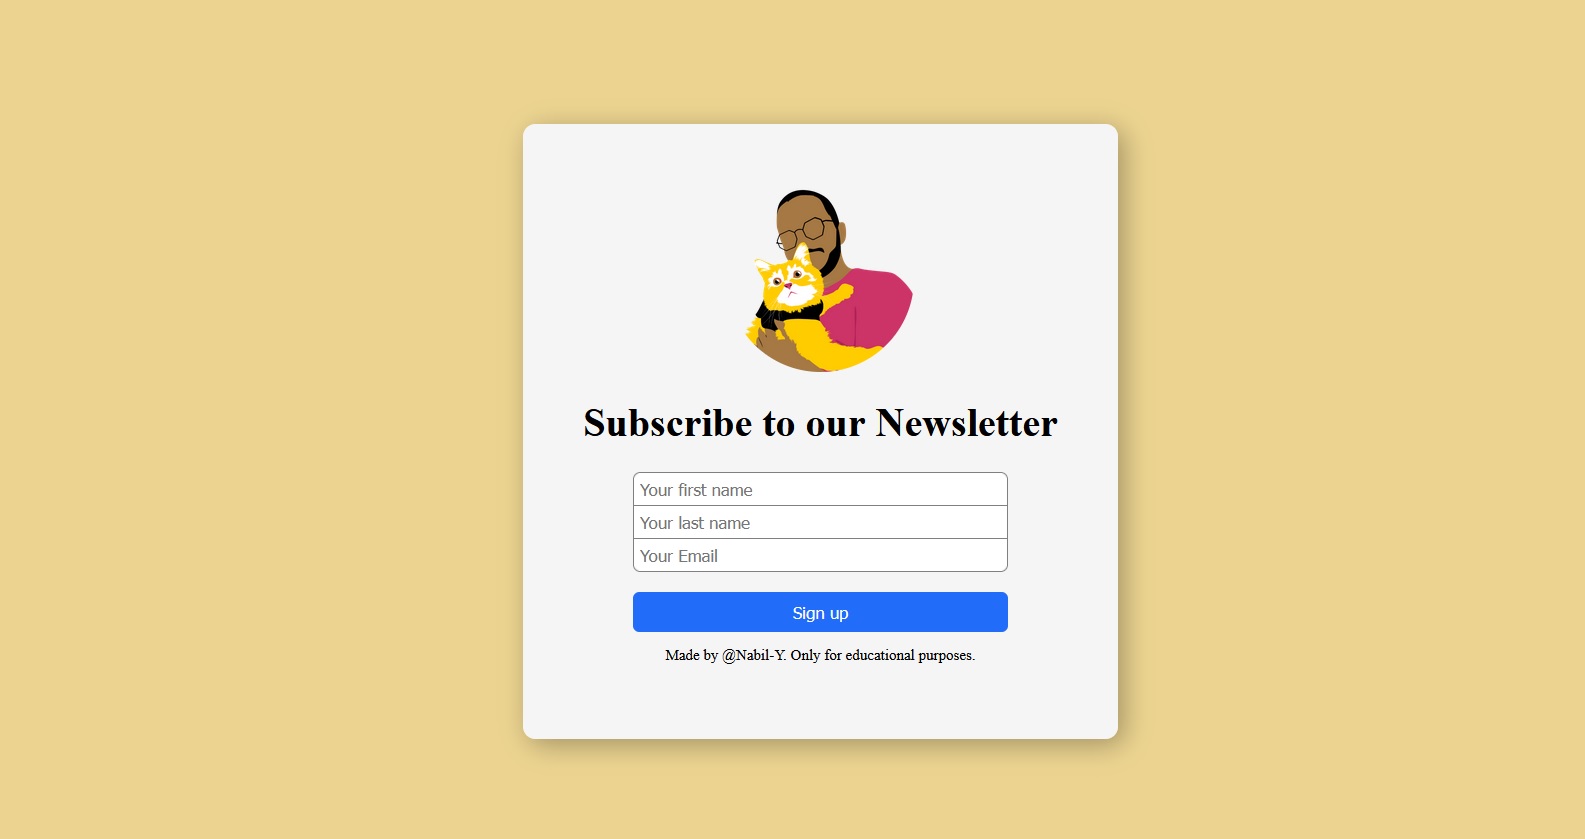 Subscribe to our Newsletter
Your first name
Your last name
Your Email
Sign up
Made by @Nabil-Y. Only for educational purposes.